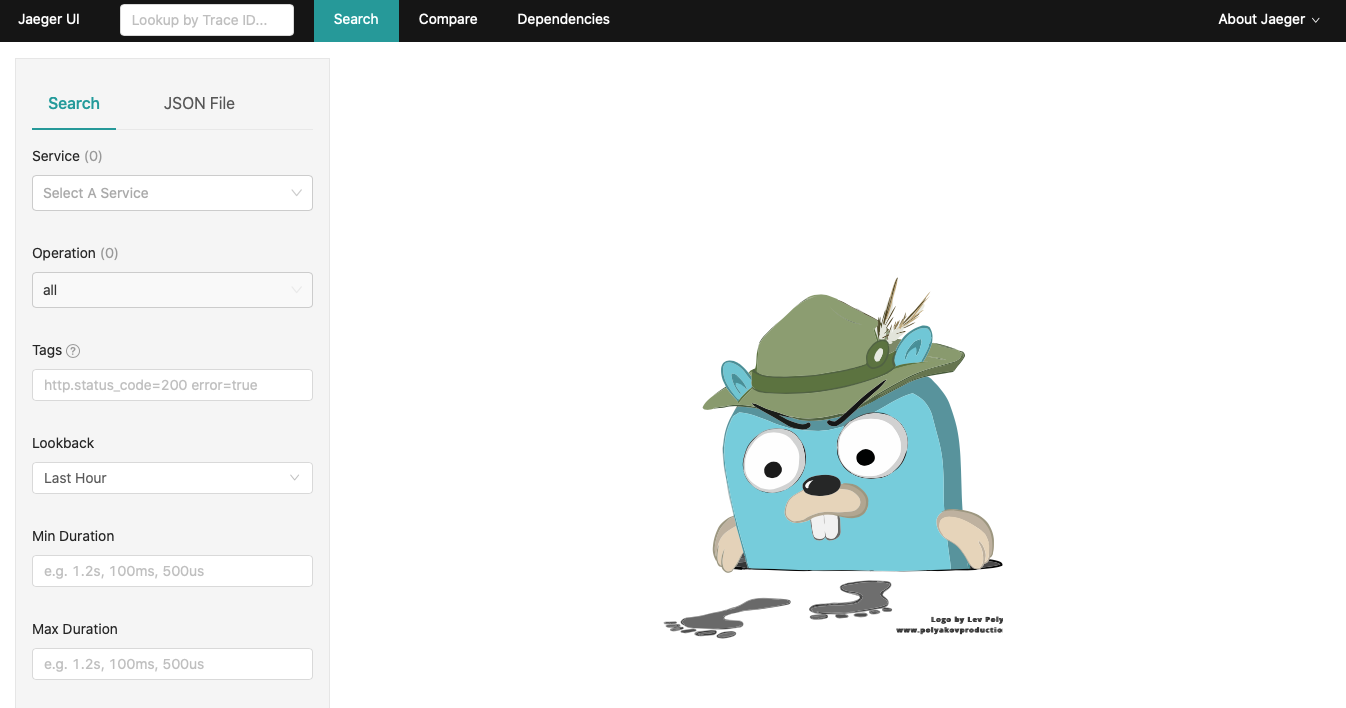 Jaeger UI
Lookup by Trace ID...
Search
Compare
Dependencies
About Jaeger
Search
JSON File
Service (0)
Select A Service
Operation (0)
all
Tags ?
http.status_code=200 error=true
Lookback
Last Hour
Min Duration
e.g. 1.2s, 100ms, 500us
Max Duration
e.g. 1.2s, 100ms, 500us
Logo by Lev Poly
www.polyakovproductio